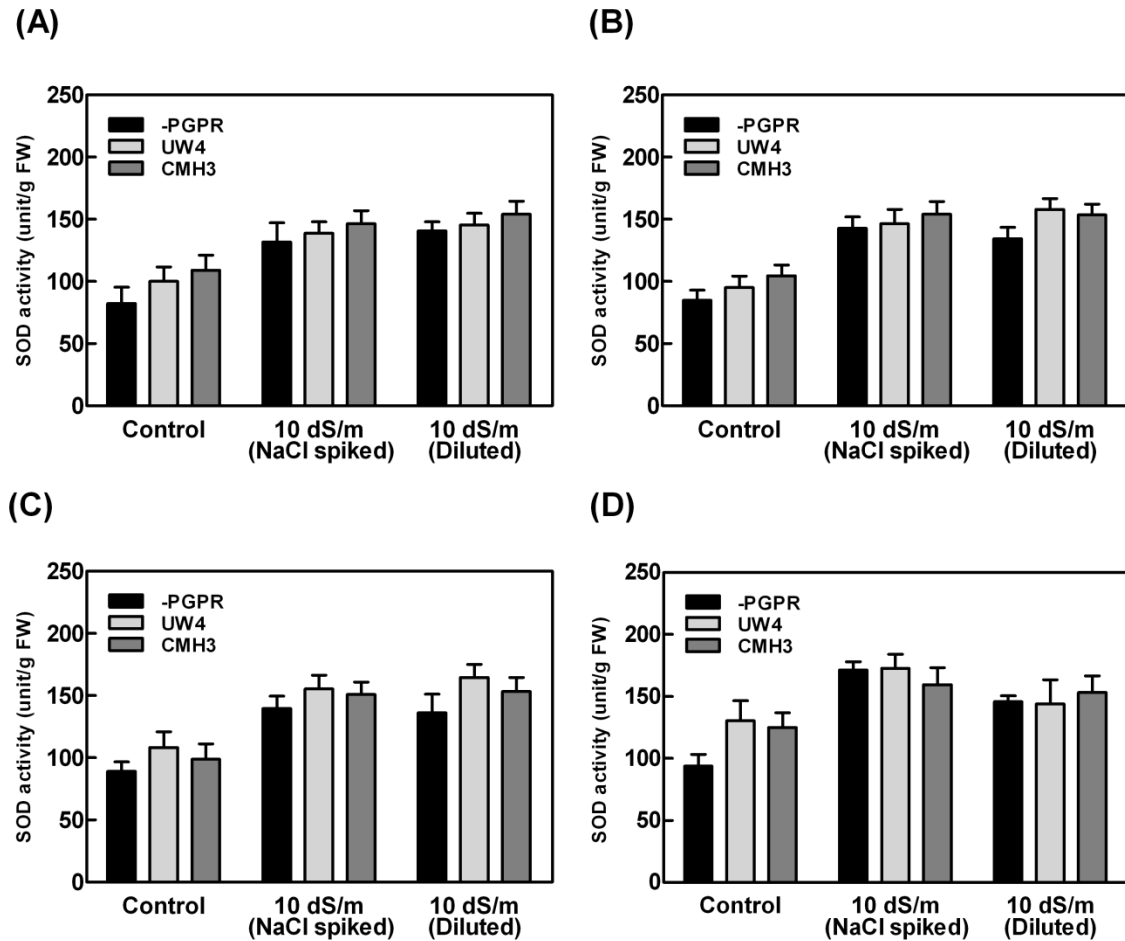 (A)
SOD activity (unit/g FW)
250
200
150
100
50
0
-PGPR
UW4
CMH3
Control
10 dS/m
(NaCl spiked)
10 dS/m
(Diluted)
(B)
SOD activity (unit/g FW)
250
200
150
100
50
0
-PGPR
UW4
CMH3
Control
10 dS/m
(NaCl spiked)
10 dS/m
(Diluted)
(C)
SOD activity (unit/g FW)
250
200
150
100
50
0
-PGPR
UW4
CMH3
Control
10 dS/m
(NaCl spiked)
10 dS/m
(Diluted)
(D)
SOD activity (unit/g FW)
250
200
150
100
50
0
-PGPR
UW4
CMH3
Control
10 dS/m
(NaCl spiked)
10 dS/m
(Diluted)